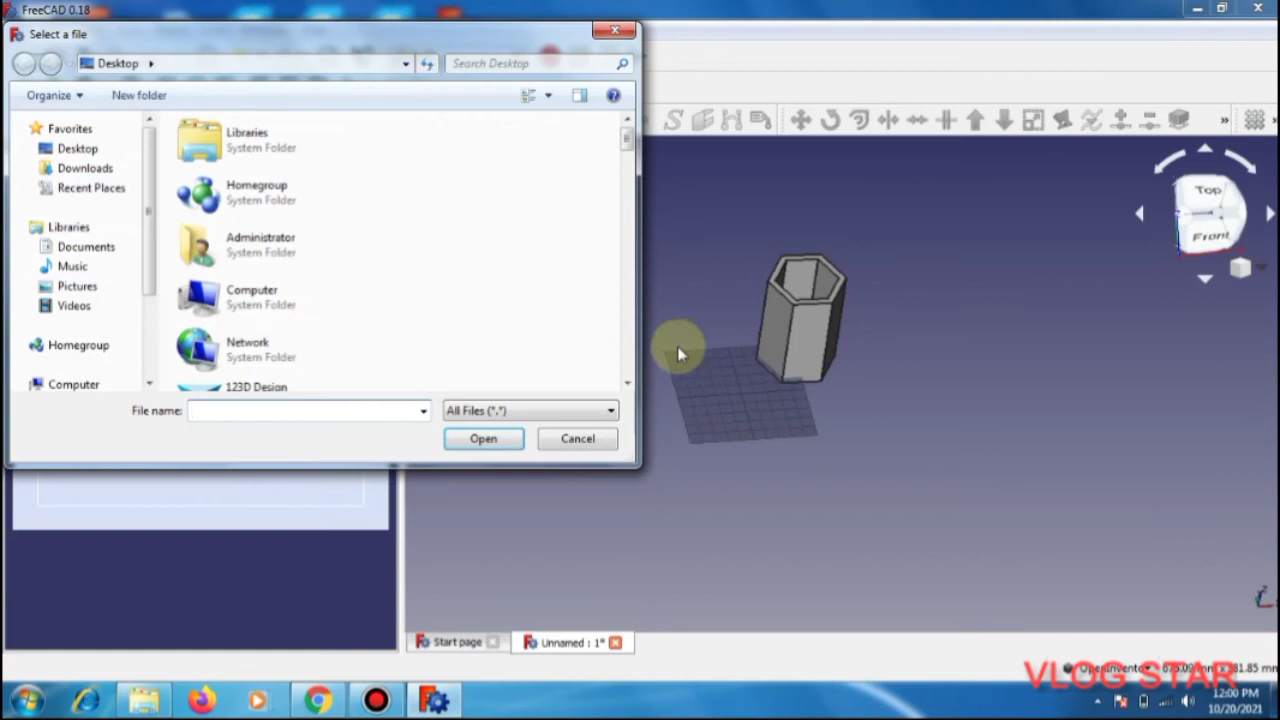 FreeCAD 0.18
Select a file
Desktop
Search Desktop
Organize
New folder
Favorites
Desktop
Downloads
Recent Places
Libraries
Documents
Music
Pictures
Videos
Homegroup
Computer
Libraries
System Folder
Homegroup
System Folder
Administrator
System Folder
Computer
System Folder
Network
System Folder
123D Design
File name:
All Files (*.*)
Open
Cancel
Top
Front
Start page
Unnamed : 1*
VLOG STAR
12:00 PM
10/20/2021